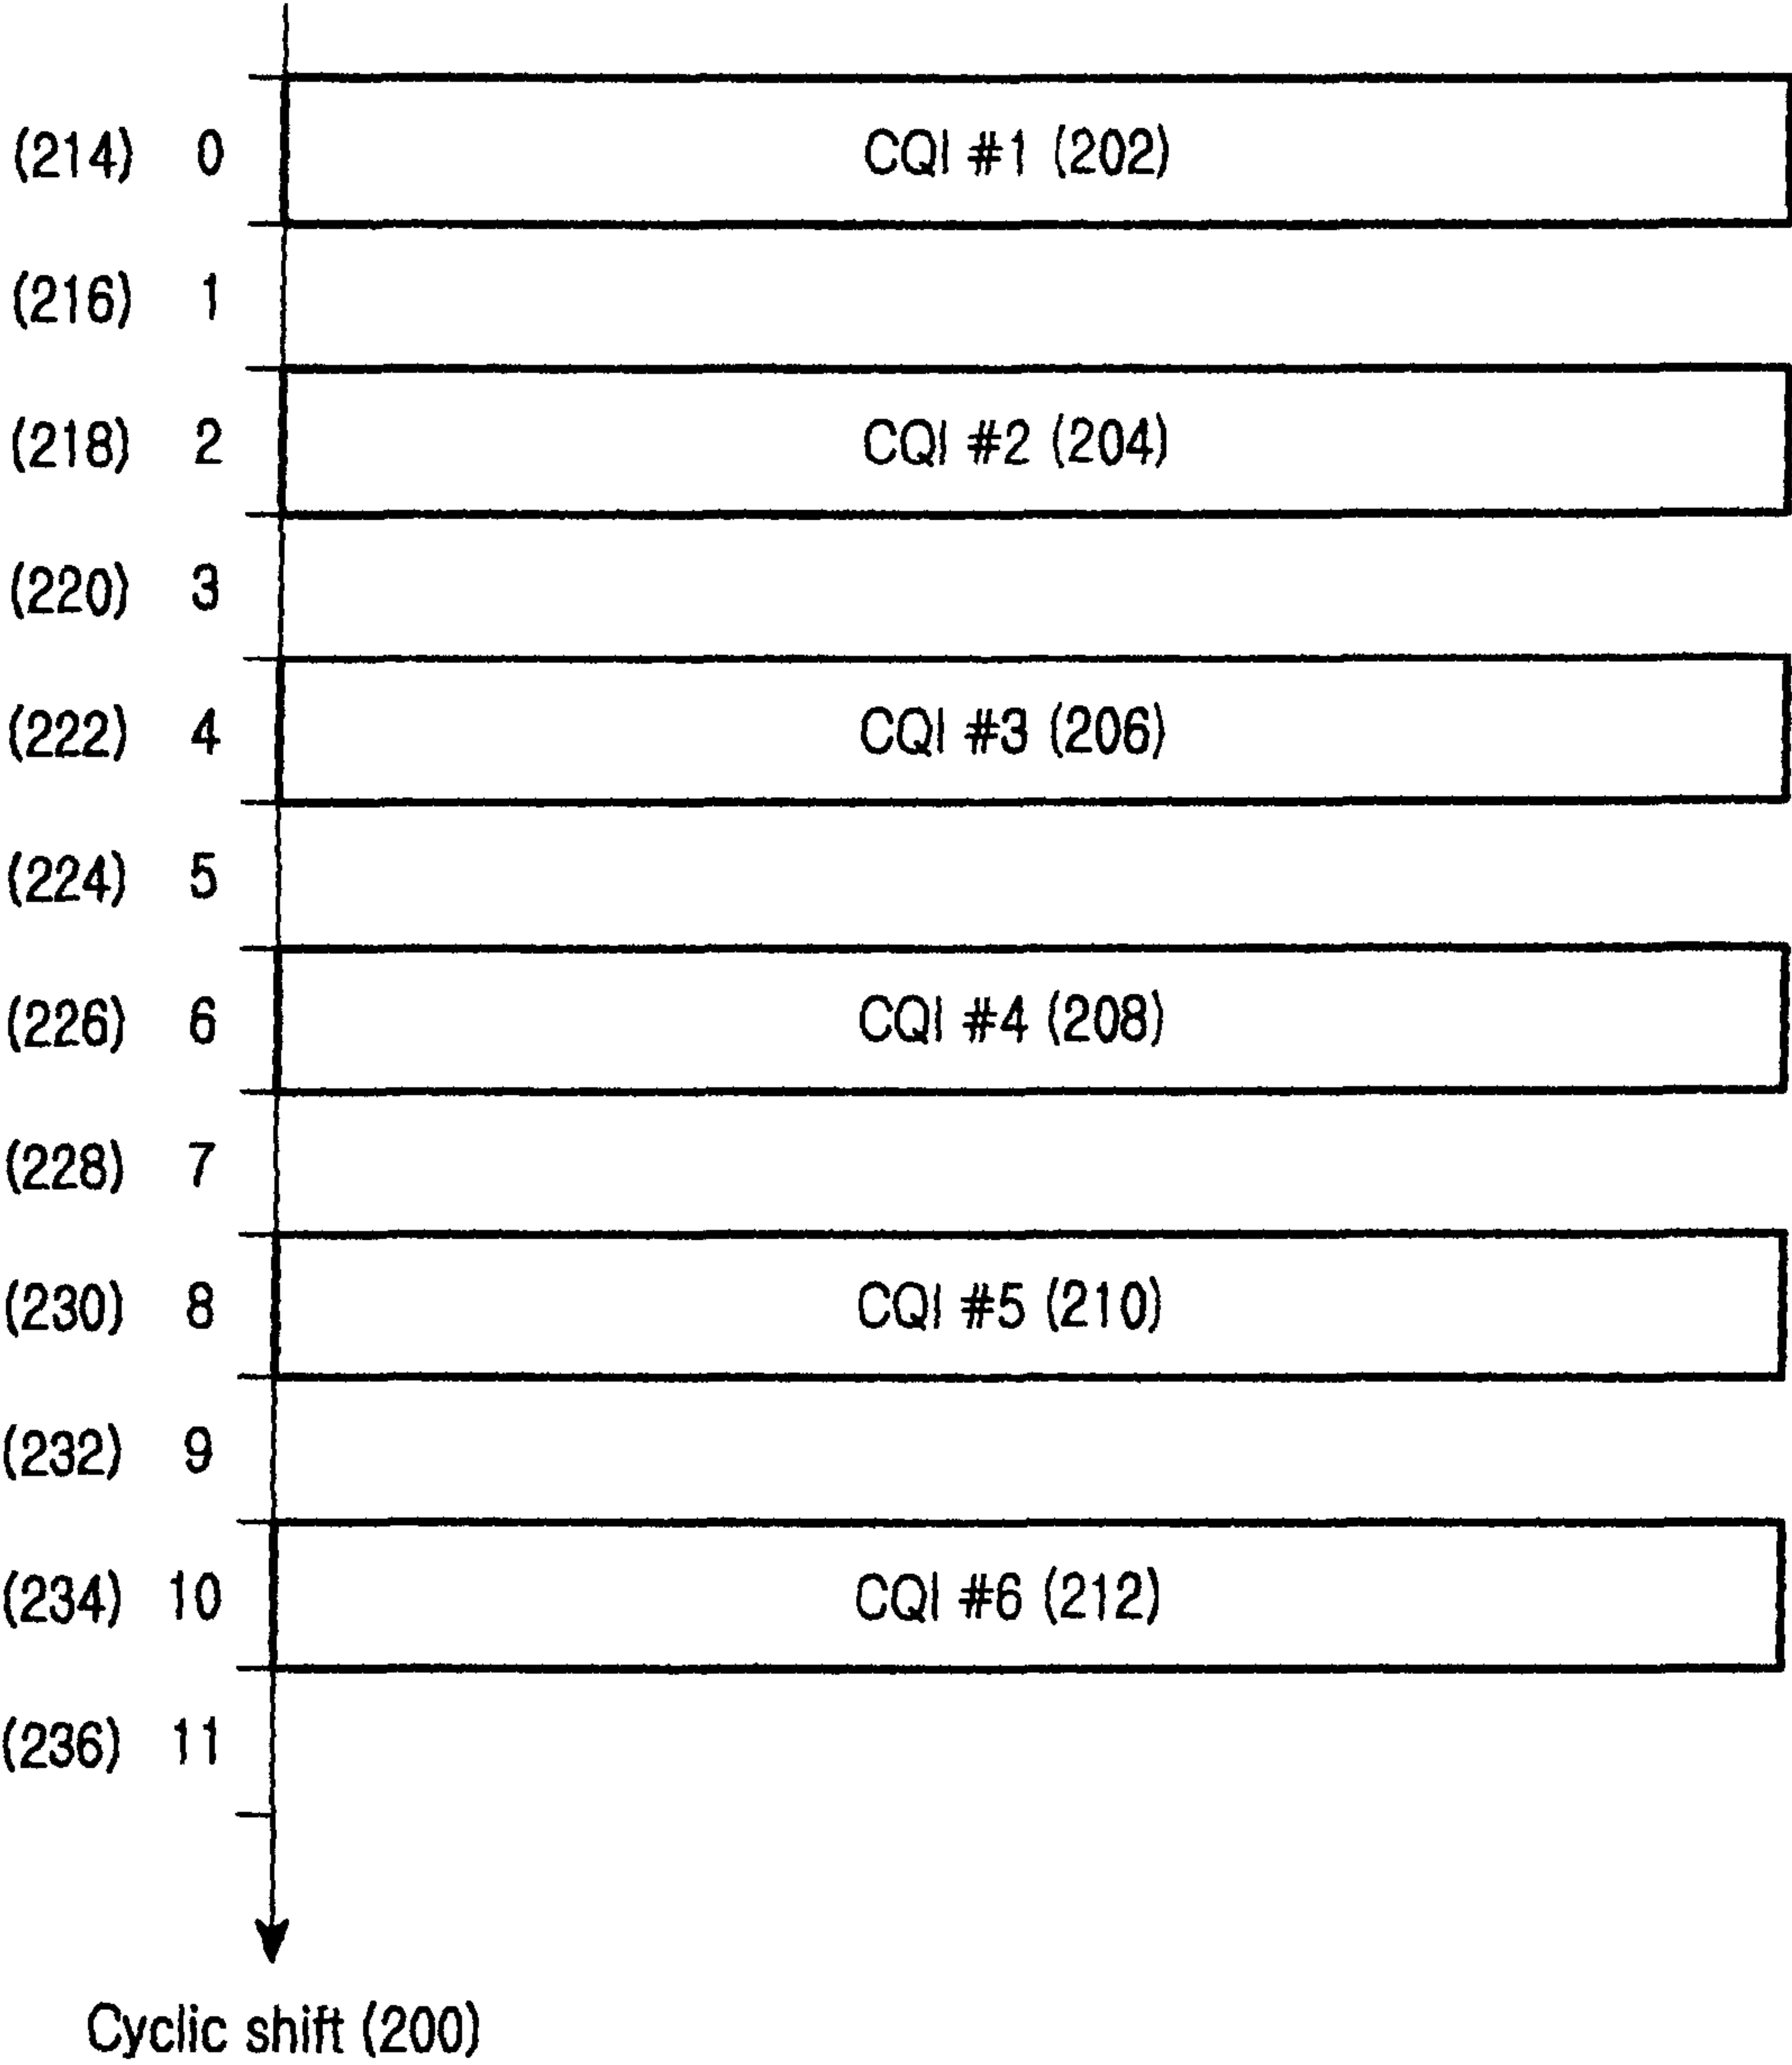 (214) 0 CQI #1 (202)
(216) 1
(218) 2 CQI #2 (204)
(220) 3
(222) 4 CQI #3 (206)
(224) 5
(226) 6 CQI #4 (208)
(228) 7
(230) 8 CQI #5 (210)
(232) 9
(234) 10 CQI #6 (212)
(236) 11
Cyclic shift (200)